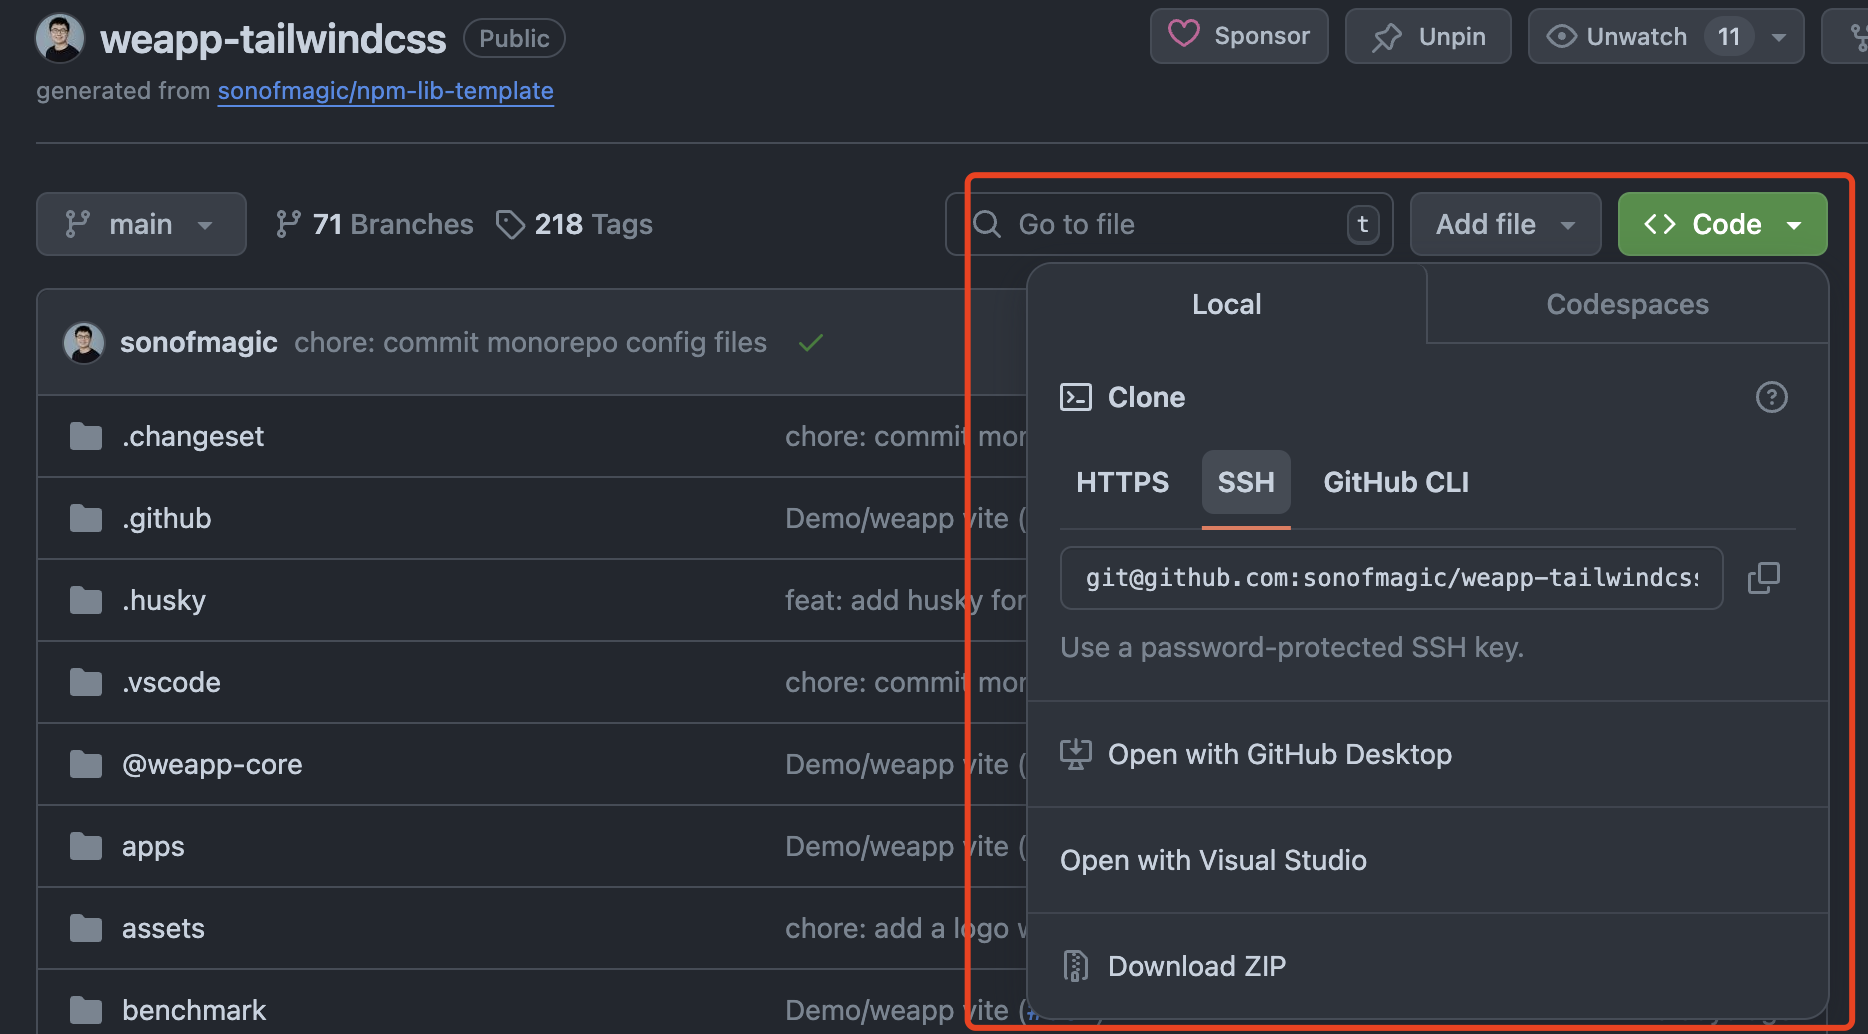 weapp-tailwindcss Public Sponsor Unpin Unwatch 11
generated from sonofmagic/npm-lib-template
main 71 Branches 218 Tags Go to file t Add file Code
Local Codespaces
sonofmagic chore: commit monorepo config files
Clone
.changeset chore: commit mon
HTTPS SSH GitHub CLI
.github Demo/weapp vite (
git@github.com:sonofmagic/weapp-tailwindcss
.husky feat: add husky for
Use a password-protected SSH key.
.vscode chore: commit mon
Open with GitHub Desktop
@weapp-core Demo/weapp vite (
apps Demo/weapp vite (
Open with Visual Studio
assets chore: add a logo w
Download ZIP
benchmark Demo/weapp vite (#